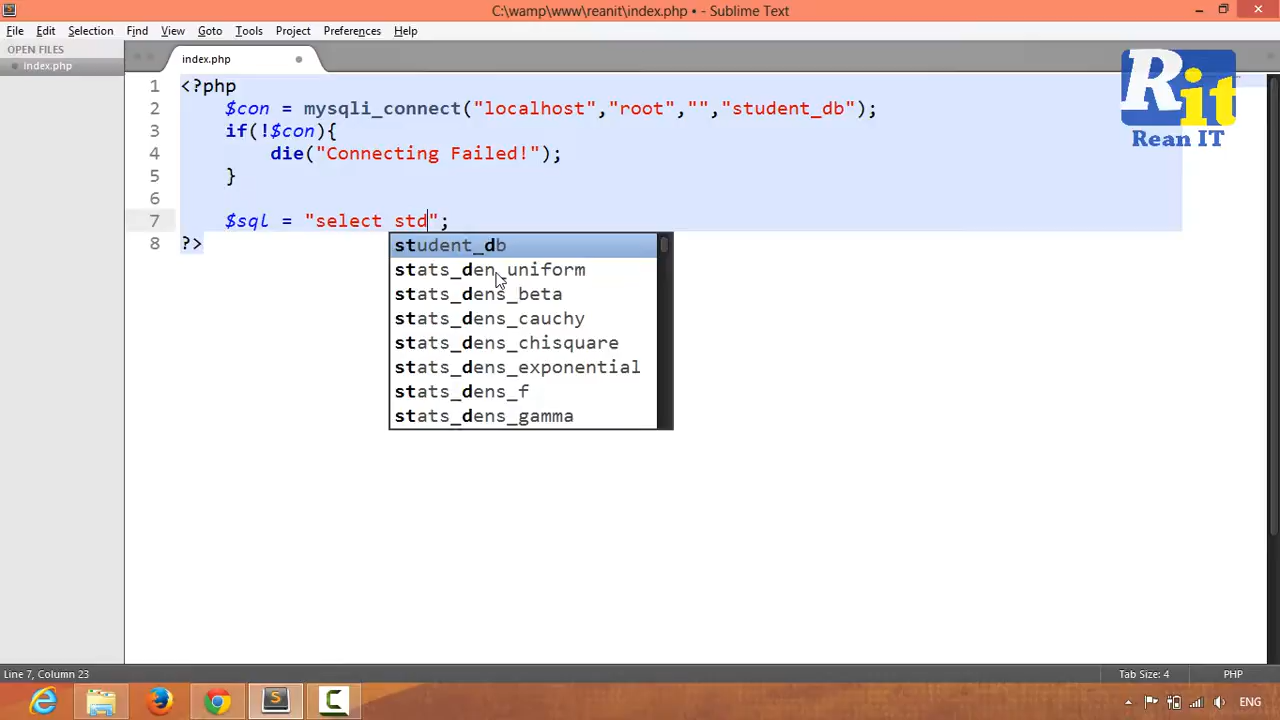 C:\wamp\www\reanit\index.php • - Sublime Text
File Edit Selection Find View Goto Tools Project Preferences Help
OPEN FILES
index.php
index.php
1 <?php
2 $con = mysqli_connect("localhost","root","","student_db");
3 if(!$con){
4 die("Connecting Failed!");
5 }
6
7 $sql = "select std";
8 ?>
student_db
stats_den_uniform
stats_dens_beta
stats_dens_cauchy
stats_dens_chisquare
stats_dens_exponential
stats_dens_f
stats_dens_gamma
Rit
Rean IT
Line 7, Column 23
Tab Size: 4
PHP
ENG